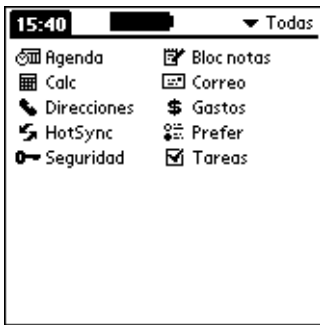 15:40 Todas
Agenda Bloc notas
Calc Correo
Direcciones Gastos
HotSync Prefer
Seguridad Tareas